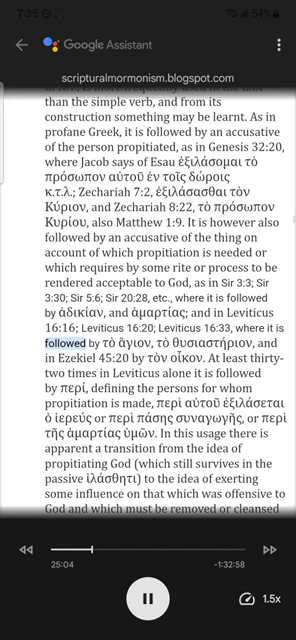 7:35
54%
Google Assistant
scripturalmormonism.blogspot.com
than the simple verb, and from its
construction something may be learnt. As in
profane Greek, it is followed by an accusative
of the person propitiated, as in Genesis 32:20,
where Jacob says of Esau ἐξιλάσομαι τὸ
πρόσωπον αὐτοῦ ἐν τοῖς δώροις
κ.τ.λ.; Zechariah 7:2, ἐξιλάσασθαι τὸν
Κύριον, and Zechariah 8:22, τὸ πρόσωπον
Κυρίου, also Matthew 1:9. It is however also
followed by an accusative of the thing on
account of which propitiation is needed or
which requires by some rite or process to be
rendered acceptable to God, as in Sir 3:3; Sir
3:30; Sir 5:6; Sir 20:28, etc., where it is followed
by ἀδικίαν, and ἁμαρτίας; and in Leviticus
16:16; Leviticus 16:20; Leviticus 16:33, where it is
followed by τὸ ἅγιον, τὸ θυσιαστήριον, and
in Ezekiel 45:20 by τὸν οἶκον. At least thirty-
two times in Leviticus alone it is followed
by περί, defining the persons for whom
propitiation is made, περὶ αὐτοῦ ἐξιλάσεται
ὁ ἱερεύς or περὶ πάσης συναγωγῆς, or περὶ
τῆς ἁμαρτίας ὑμῶν. In this usage there is
apparent a transition from the idea of
propitiating God (which still survives in the
passive ἱλάσθητι) to the idea of exerting
some influence on that which was offensive to
God and which must be removed or cleansed
25:04
-1:32:58
1.5x